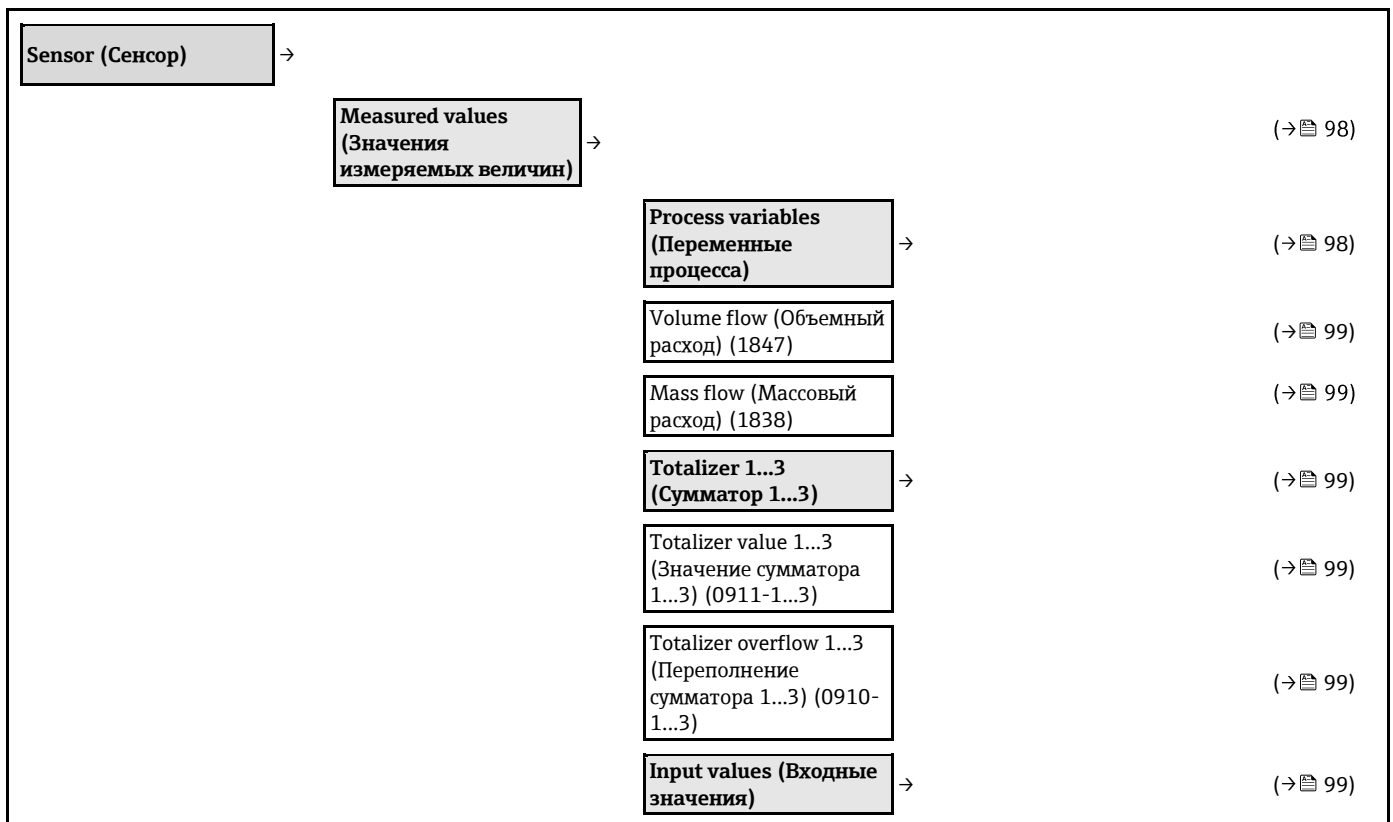 Sensor (Сенсор) →
Measured values
(Значения
измеряемых величин) → (→ 98)
Process variables
(Переменные
процесса) → (→ 98)
Volume flow (Объемный
расход) (1847) (→ 99)
Mass flow (Массовый
расход) (1838) (→ 99)
Totalizer 1...3
(Сумматор 1...3) → (→ 99)
Totalizer value 1...3
(Значение сумматора
1...3) (0911-1...3) (→ 99)
Totalizer overflow 1...3
(Переполнение
сумматора 1...3) (0910-
1...3) (→ 99)
Input values (Входные
значения) → (→ 99)